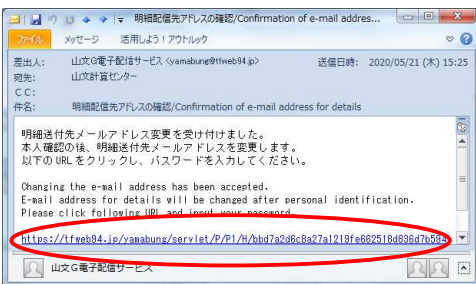 明細配信先アドレスの確認/Confirmation of e-mail addres...
ファイル メッセージ 活用しよう!アウトルック
差出人: 山文G電子配信サービス <yamabung@tfweb94.jp> 送信日時: 2020/05/21 (木) 15:25
宛先: 山文計算センター
CC:
件名: 明細配信先アドレスの確認/Confirmation of e-mail address for details
明細送付先メールアドレス変更を受け付けました。
本人確認の後、明細送付先メールアドレスを変更します。
以下の URL をクリックし、パスワードを入力してください。
Changing the e-mail address has been accepted.
E-mail address for details will be changed after personal identification.
Please click following URL and input your password.
https://tfweb94.jp/yamabung/servlet/P/P1/H/bbd7a2d6c8a27a1219fe662518d836d7b594
山文G電子配信サービス